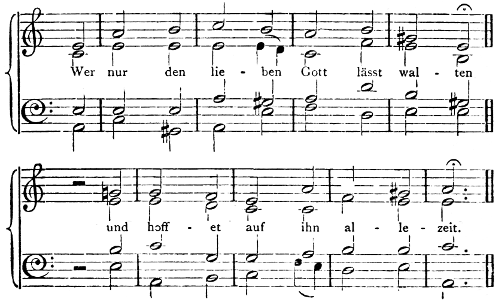 Wer nur den lie - ben Gott lässt wal - ten
und hoff - et auf ihn al - le - zeit.